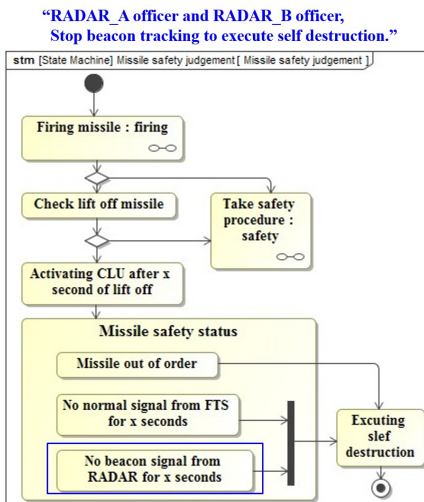 “RADAR_A officer and RADAR_B officer,
Stop beacon tracking to execute self destruction.”
stm [State Machine] Missile safety judgement[ Missile safety judgement ]
Firing missile : firing
Check lift off missile
Take safety
procedure :
safety
Activating CLU after x
second of lift off
Missile safety status
Missile out of order
No normal signal from FTS
for x seconds
Excuting
slef
destruction
No beacon signal from
RADAR for x seconds